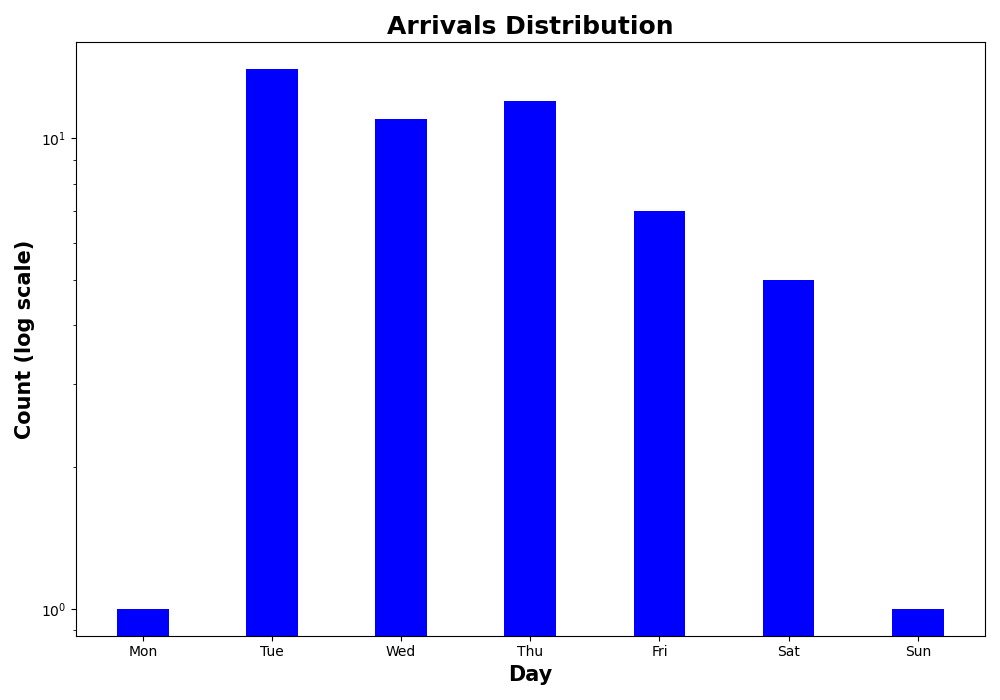 Arrivals Distribution
Count (log scale)
10¹
10⁰
Mon Tue Wed Thu Fri Sat Sun
Day